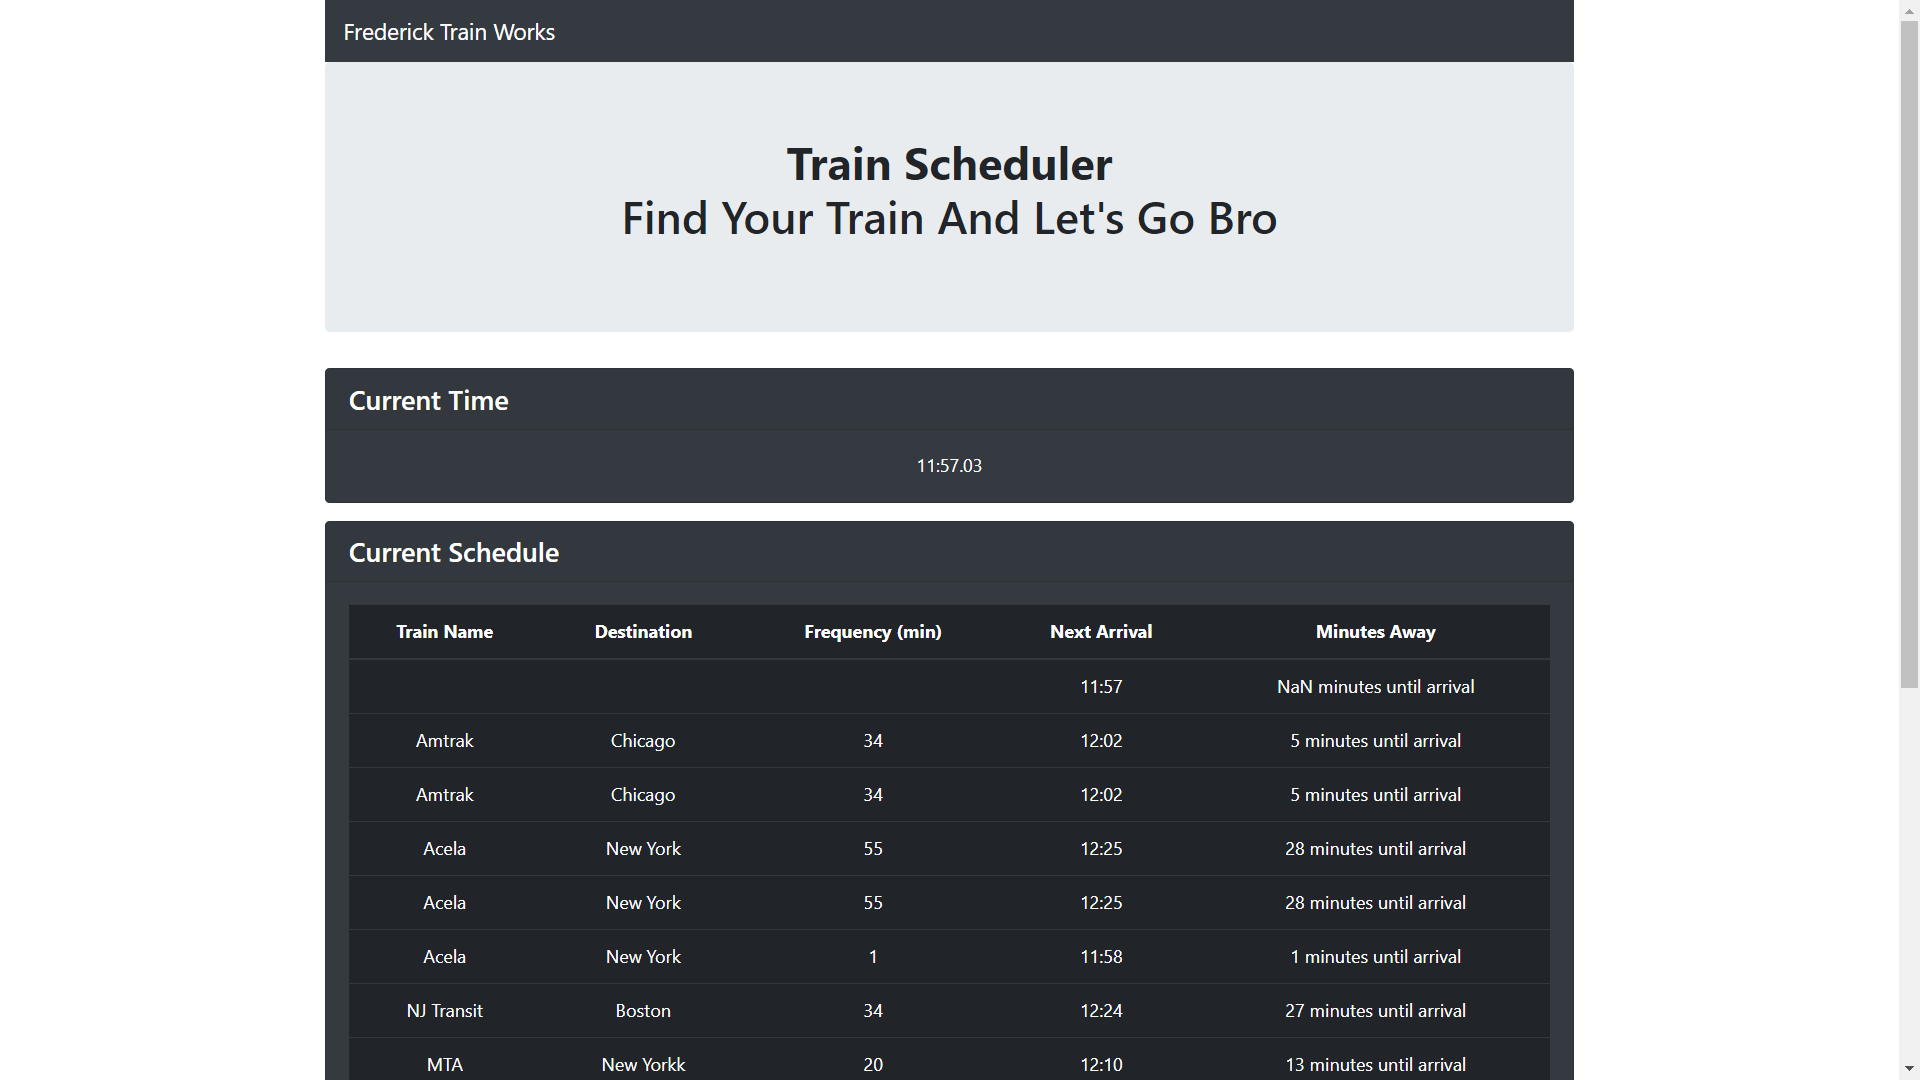 Frederick Train Works
Train Scheduler
Find Your Train And Let's Go Bro
Current Time
11:57.03
Current Schedule
Train Name Destination Frequency (min) Next Arrival Minutes Away
11:57 NaN minutes until arrival
Amtrak Chicago 34 12:02 5 minutes until arrival
Amtrak Chicago 34 12:02 5 minutes until arrival
Acela New York 55 12:25 28 minutes until arrival
Acela New York 55 12:25 28 minutes until arrival
Acela New York 1 11:58 1 minutes until arrival
NJ Transit Boston 34 12:24 27 minutes until arrival
MTA New Yorkk 20 12:10 13 minutes until arrival